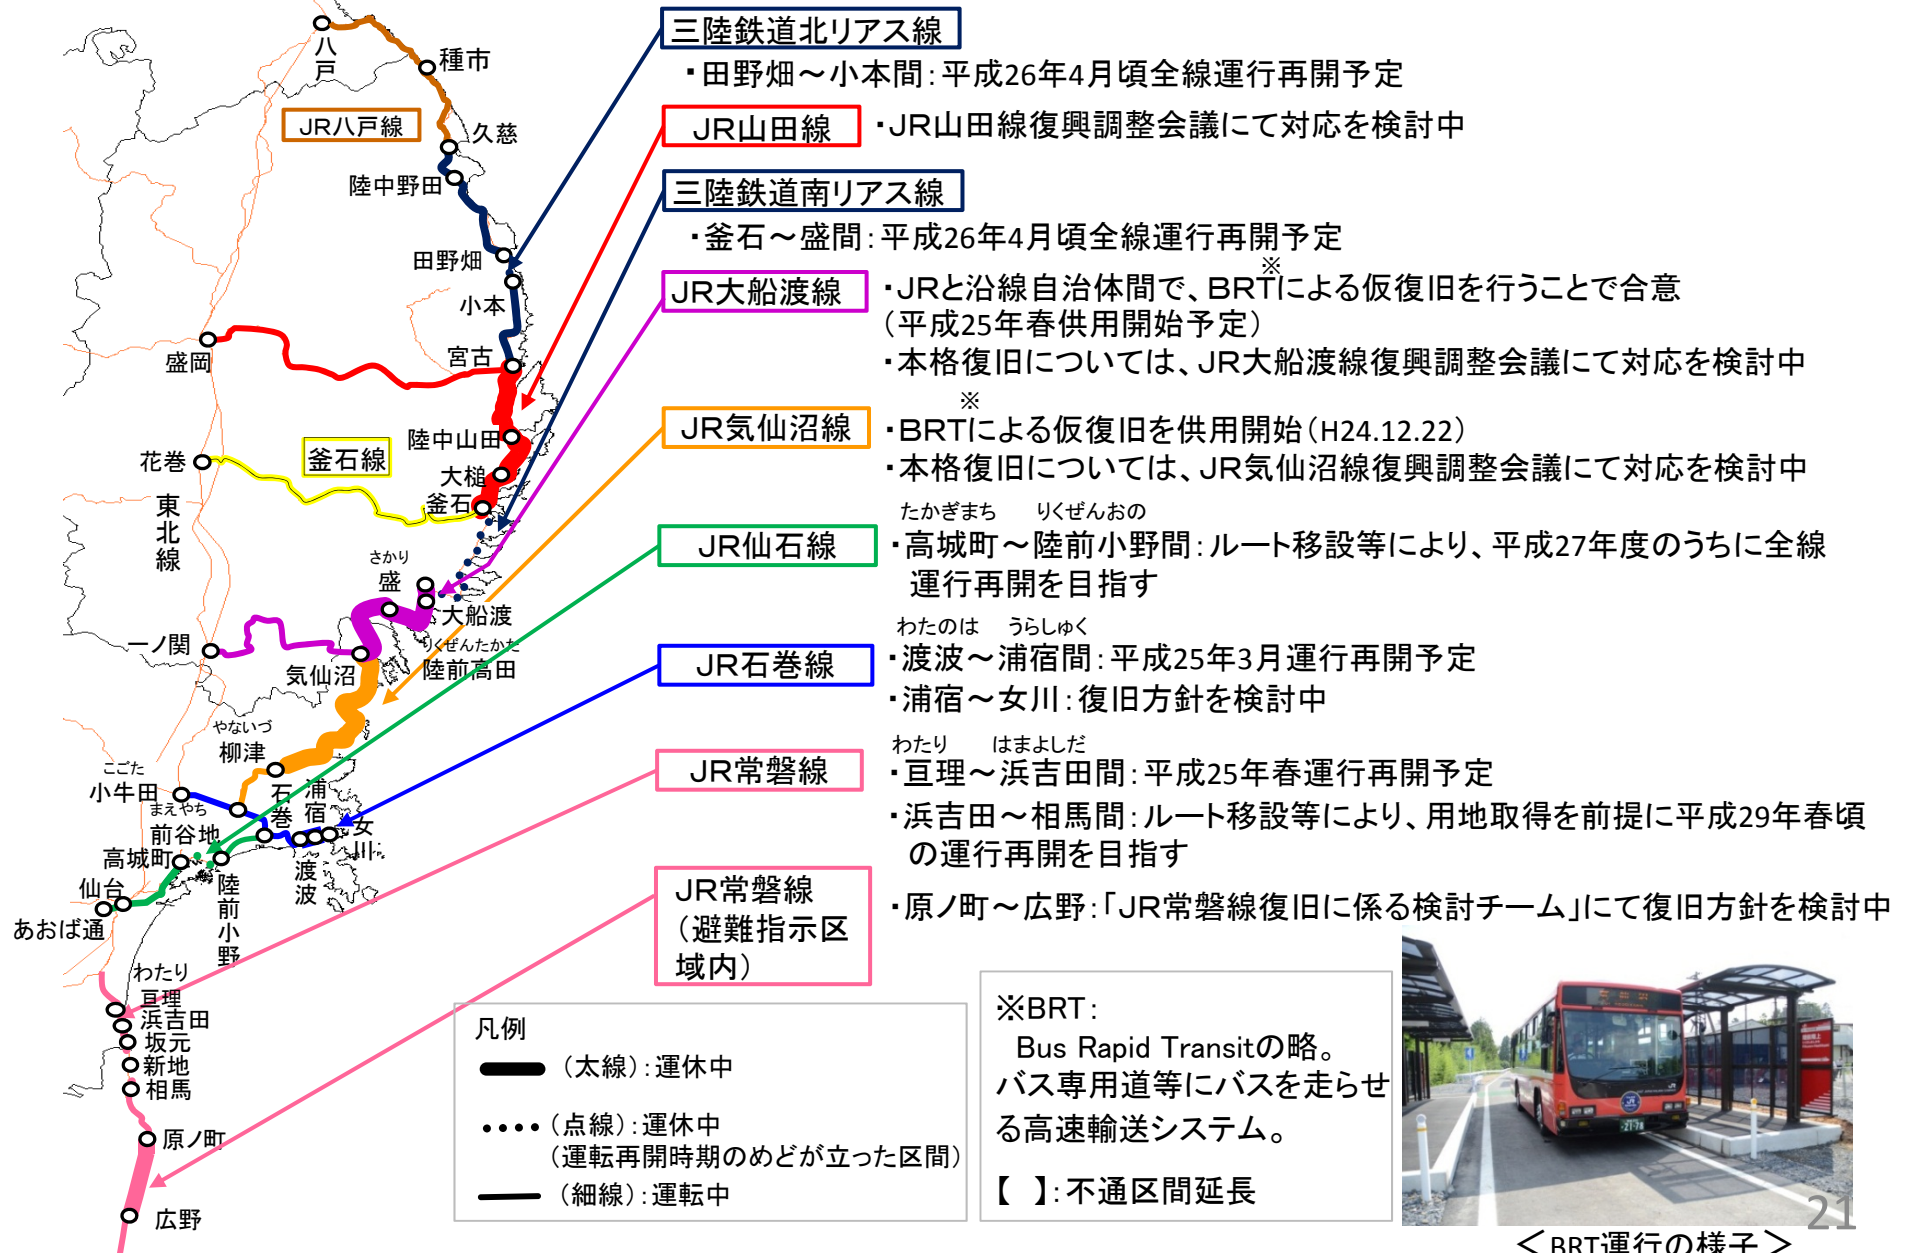 三陸鉄道北リアス線
・田野畑～小本間：平成26年4月頃全線運行再開予定
JR山田線
・JR山田線復興調整会議にて対応を検討中
三陸鉄道南リアス線
・釜石～盛間：平成26年4月頃全線運行再開予定
JR大船渡線
※
・JRと沿線自治体間で、BRTによる仮復旧を行うことで合意
（平成25年春供用開始予定）
・本格復旧については、JR大船渡線復興調整会議にて対応を検討中
JR気仙沼線
※
・BRTによる仮復旧を供用開始（H24.12.22）
・本格復旧については、JR気仙沼線復興調整会議にて対応を検討中
JR仙石線
たかぎまち りくぜんおの
・高城町～陸前小野間：ルート移設等により、平成27年度のうちに全線
運行再開を目指す
JR石巻線
わたのは うらしゅく
・渡波～浦宿間：平成25年3月運行再開予定
・浦宿～女川：復旧方針を検討中
JR常磐線
わたり はまよしだ
・亘理～浜吉田間：平成25年春運行再開予定
・浜吉田～相馬間：ルート移設等により、用地取得を前提に平成29年春頃
の運行再開を目指す
JR常磐線
（避難指示区
域内）
・原ノ町～広野：「JR常磐線復旧に係る検討チーム」にて復旧方針を検討中
八戸
種市
JR八戸線
久慈
陸中野田
田野畑
小本
盛岡
宮古
陸中山田
花巻
釜石線
大槌
釜石
東北線
さかり
盛
大船渡
一ノ関
りくぜんたかた
陸前高田
気仙沼
やないづ
柳津
こごた
小牛田
石巻
浦宿
まえやち
前谷地
女川
高城町
渡波
仙台
陸前小野
あおば通
わたり
亘理
浜吉田
坂元
新地
相馬
原ノ町
広野
凡例
（太線）：運休中
（点線）：運休中
（運転再開時期のめどが立った区間）
（細線）：運転中
※BRT：
Bus Rapid Transitの略。
バス専用道等にバスを走らせ
る高速輸送システム。
【 】：不通区間延長
21
＜BRT運行の様子＞